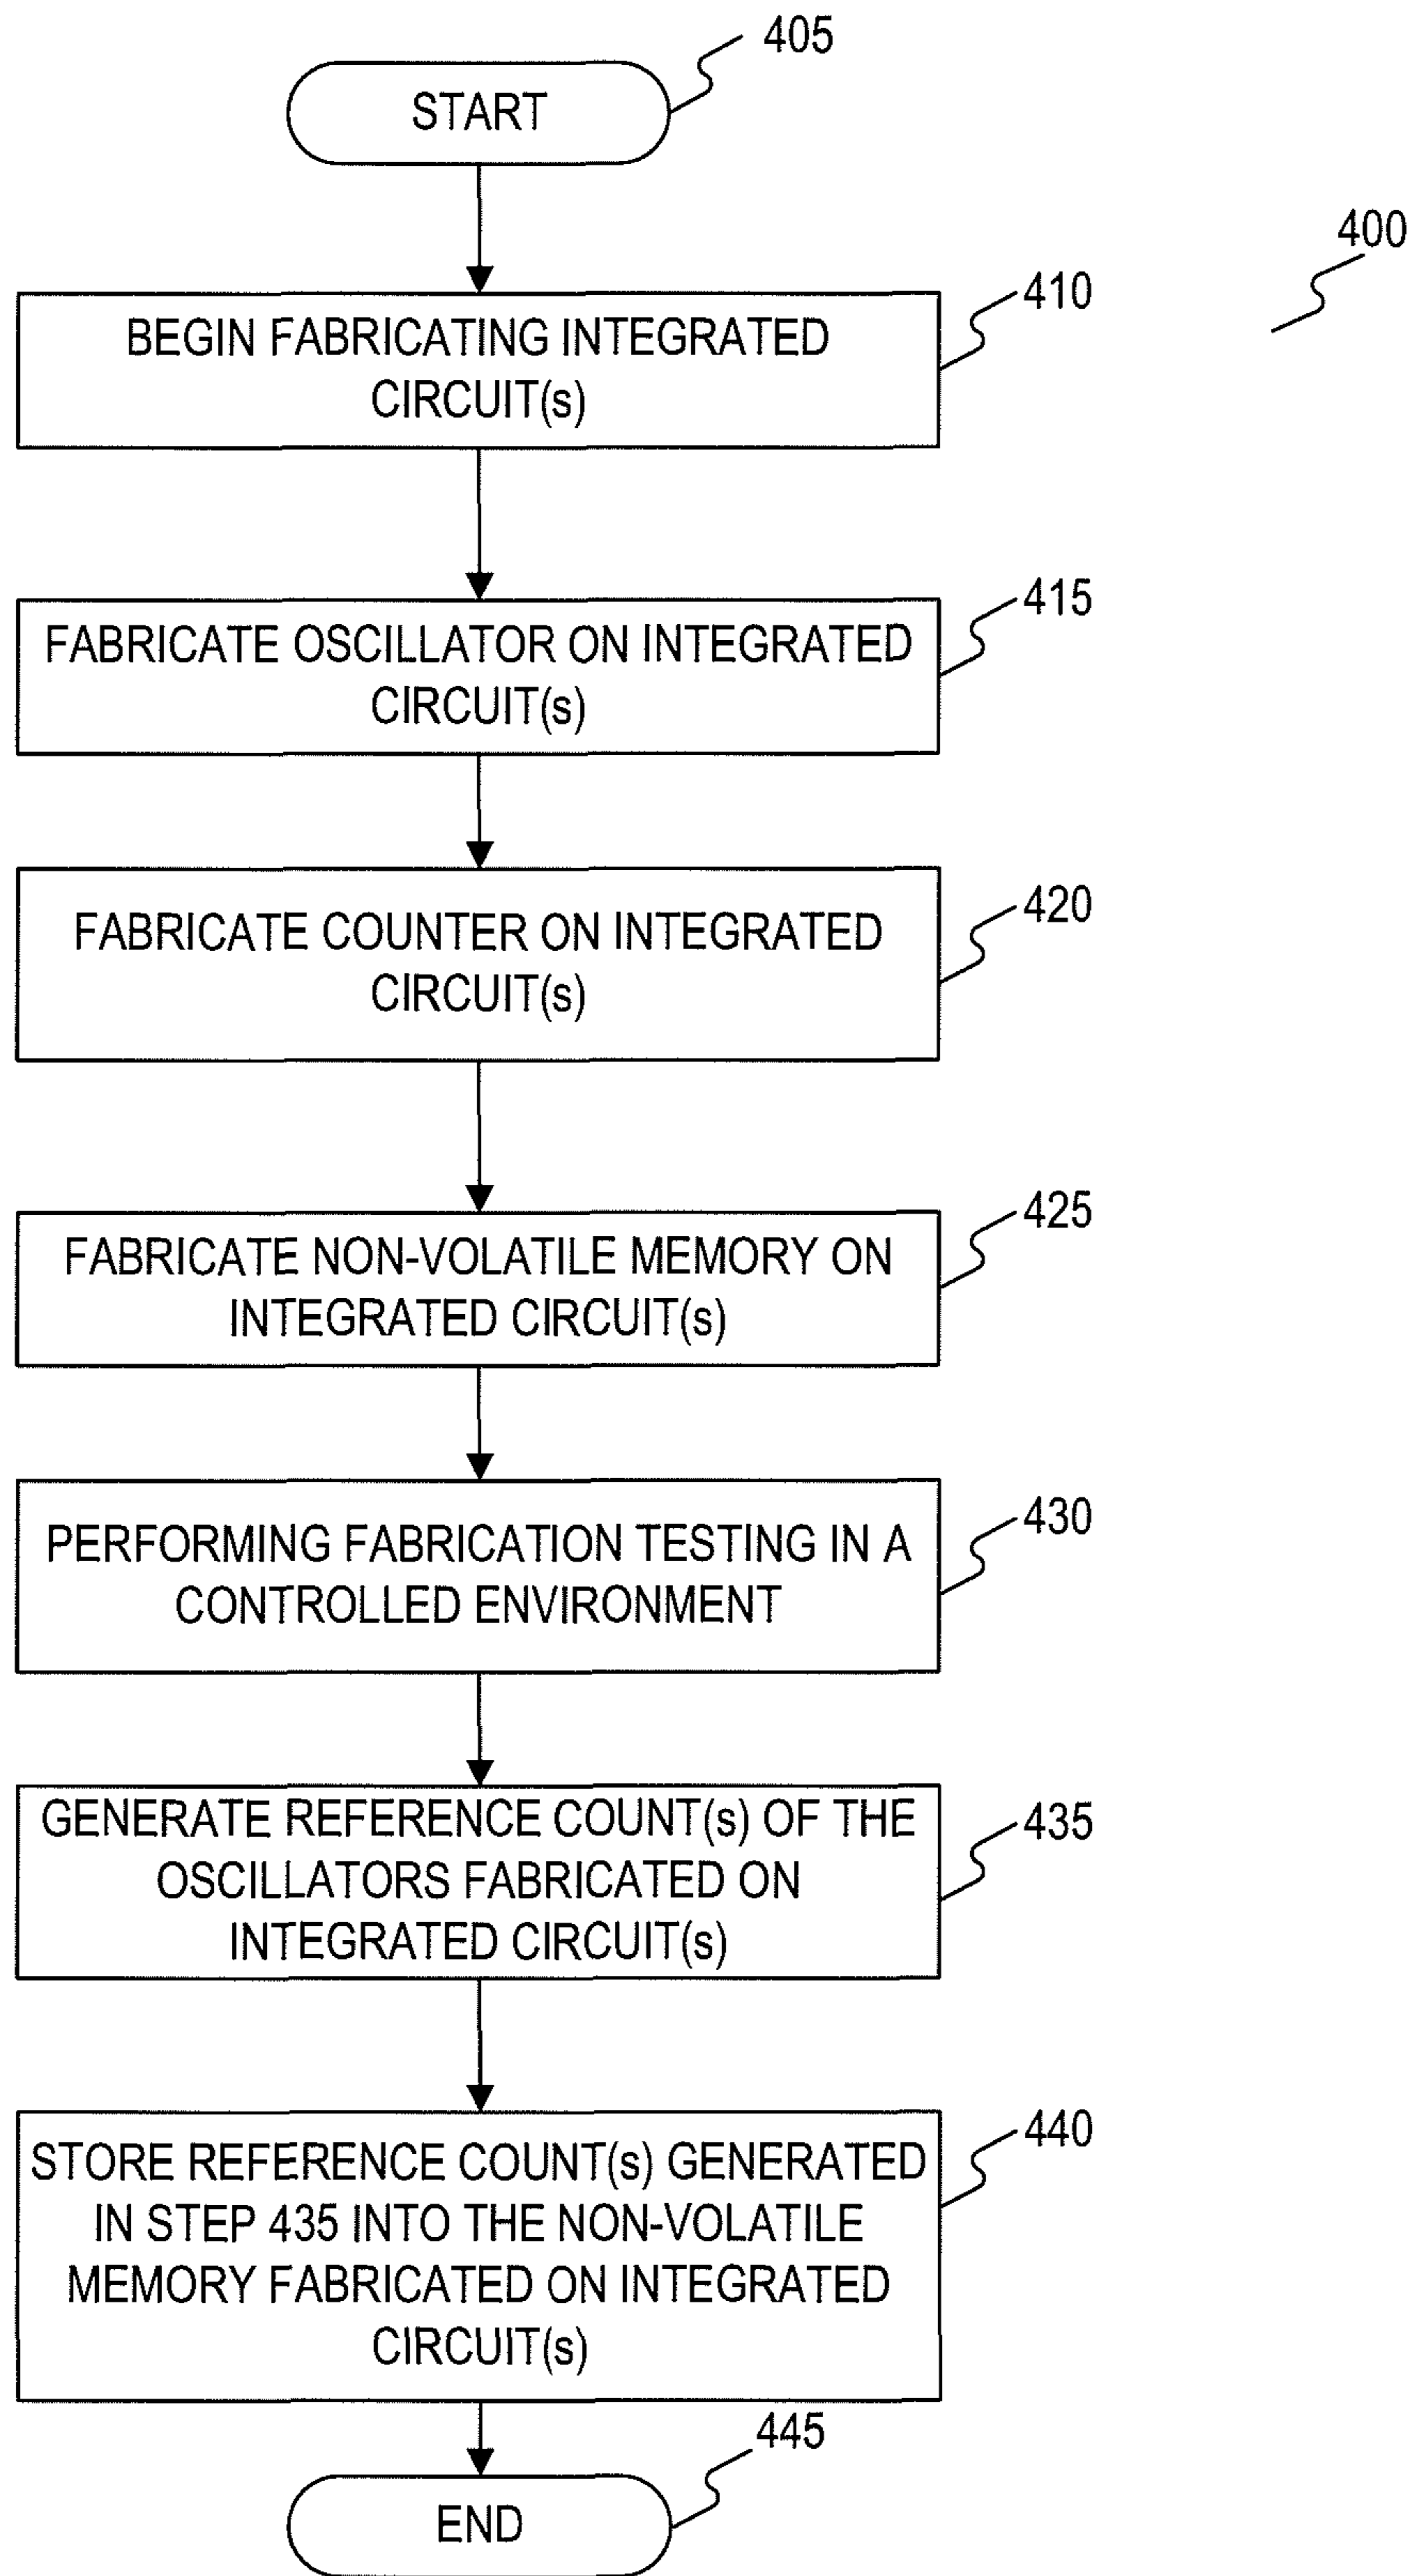 405
START
400
410
BEGIN FABRICATING INTEGRATED
CIRCUIT(s)
415
FABRICATE OSCILLATOR ON INTEGRATED
CIRCUIT(s)
420
FABRICATE COUNTER ON INTEGRATED
CIRCUIT(s)
425
FABRICATE NON-VOLATILE MEMORY ON
INTEGRATED CIRCUIT(s)
430
PERFORMING FABRICATION TESTING IN A
CONTROLLED ENVIRONMENT
435
GENERATE REFERENCE COUNT(s) OF THE
OSCILLATORS FABRICATED ON
INTEGRATED CIRCUIT(s)
440
STORE REFERENCE COUNT(s) GENERATED
IN STEP 435 INTO THE NON-VOLATILE
MEMORY FABRICATED ON INTEGRATED
CIRCUIT(s)
445
END